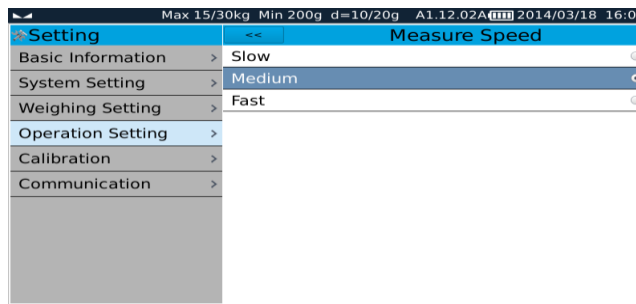 Max 15/30kg Min 200g d=10/20g A1.12.02A 2014/03/18 16:0
Setting
<< Measure Speed
Basic Information >
System Setting >
Weighing Setting >
Operation Setting >
Calibration >
Communication >
Slow
Medium
Fast